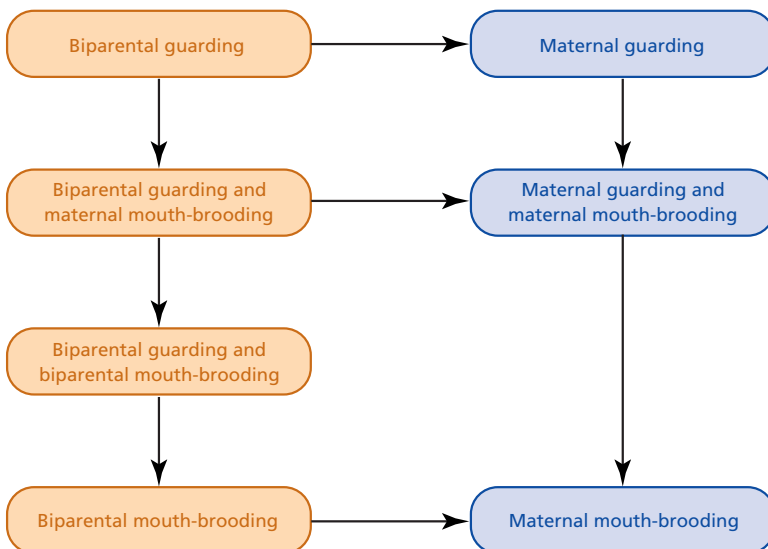 Biparental guarding
Maternal guarding
Biparental guarding and
maternal mouth-brooding
Maternal guarding and
maternal mouth-brooding
Biparental guarding and
biparental mouth-brooding
Biparental mouth-brooding
Maternal mouth-brooding